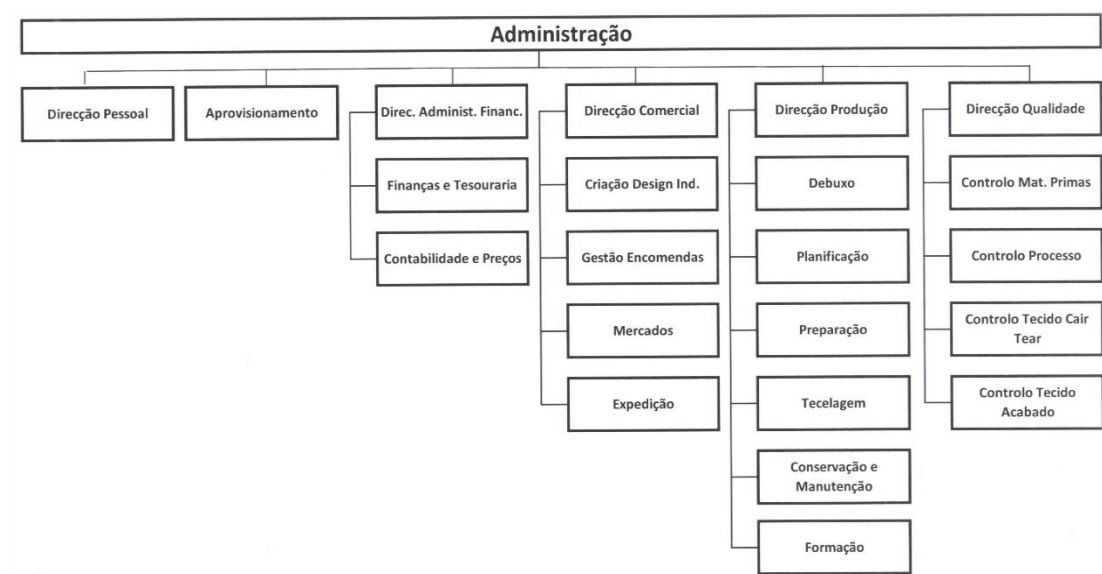 Administração
Direcção Pessoal
Aprovisionamento
Direc. Administ. Financ.
Finanças e Tesouraria
Contabilidade e Preços
Direcção Comercial
Criação Design Ind.
Gestão Encomendas
Mercados
Expedição
Direcção Produção
Debuxo
Planificação
Preparação
Tecelagem
Conservação e
Manutenção
Formação
Direcção Qualidade
Controlo Mat. Primas
Controlo Processo
Controlo Tecido Cair
Tear
Controlo Tecido
Acabado